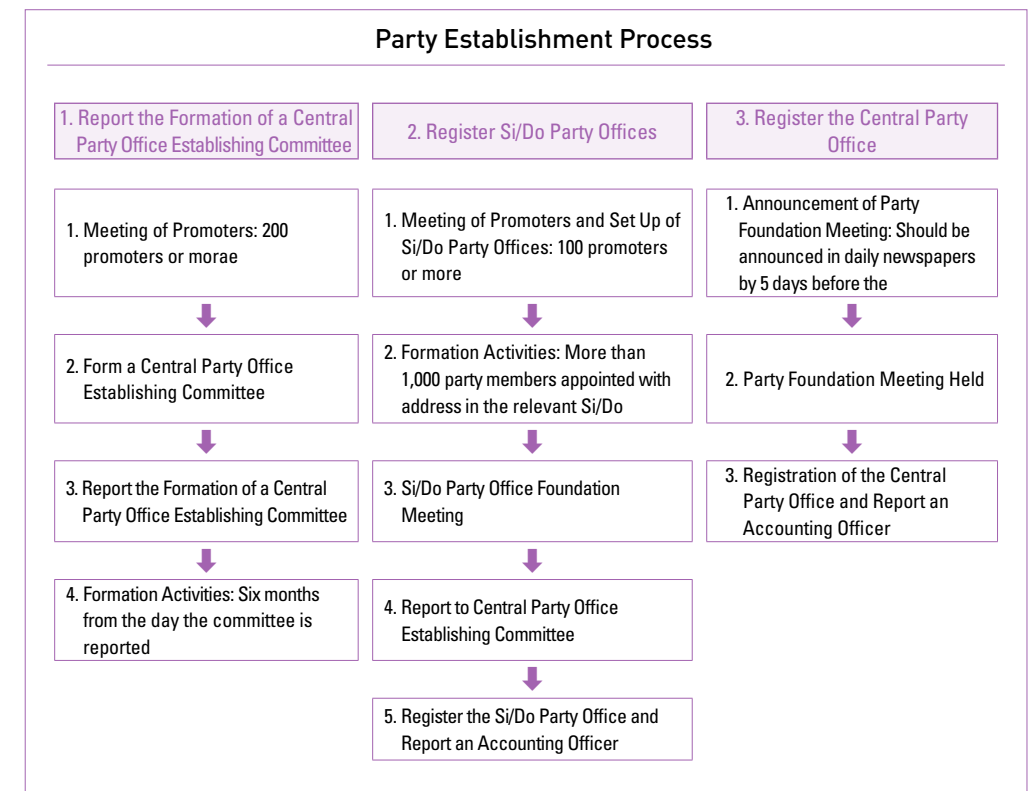 Party Establishment Process
1. Report the Formation of a Central
Party Office Establishing Committee
1. Meeting of Promoters: 200
promoters or morae
2. Form a Central Party Office
Establishing Committee
3. Report the Formation of a Central
Party Office Establishing Committee
4. Formation Activities: Six months
from the day the committee is
reported
2. Register Si/Do Party Offices
1. Meeting of Promoters and Set Up of
Si/Do Party Offices: 100 promoters
or more
2. Formation Activities: More than
1,000 party members appointed with
address in the relevant Si/Do
3. Si/Do Party Office Foundation
Meeting
4. Report to Central Party Office
Establishing Committee
5. Register the Si/Do Party Office and
Report an Accounting Officer
3. Register the Central Party
Office
1. Announcement of Party
Foundation Meeting: Should be
announced in daily newspapers
by 5 days before the
2. Party Foundation Meeting Held
3. Registration of the Central
Party Office and Report an
Accounting Officer